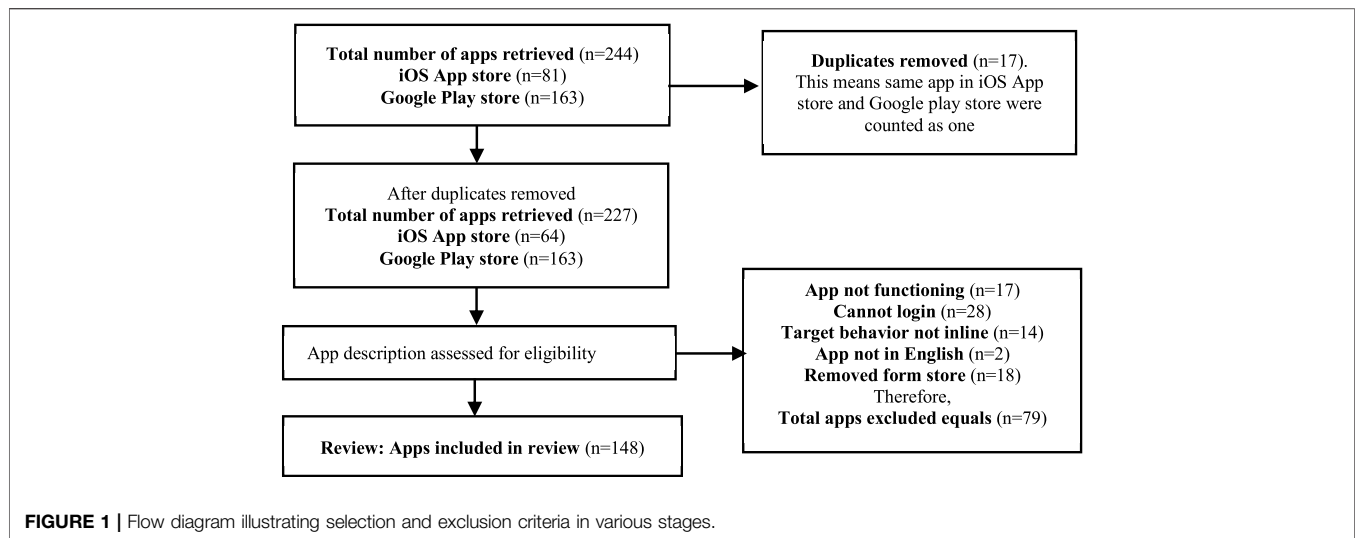 Total number of apps retrieved (n=244)
iOS App store (n=81)
Google Play store (n=163)
Duplicates removed (n=17).
This means same app in iOS App
store and Google play store were
counted as one
After duplicates removed
Total number of apps retrieved (n=227)
iOS App store (n=64)
Google Play store (n=163)
App not functioning (n=17)
Cannot login (n=28)
Target behavior not inline (n=14)
App not in English (n=2)
Removed form store (n=18)
Therefore,
Total apps excluded equals (n=79)
App description assessed for eligibility
Review: Apps included in review (n=148)
FIGURE 1 | Flow diagram illustrating selection and exclusion criteria in various stages.